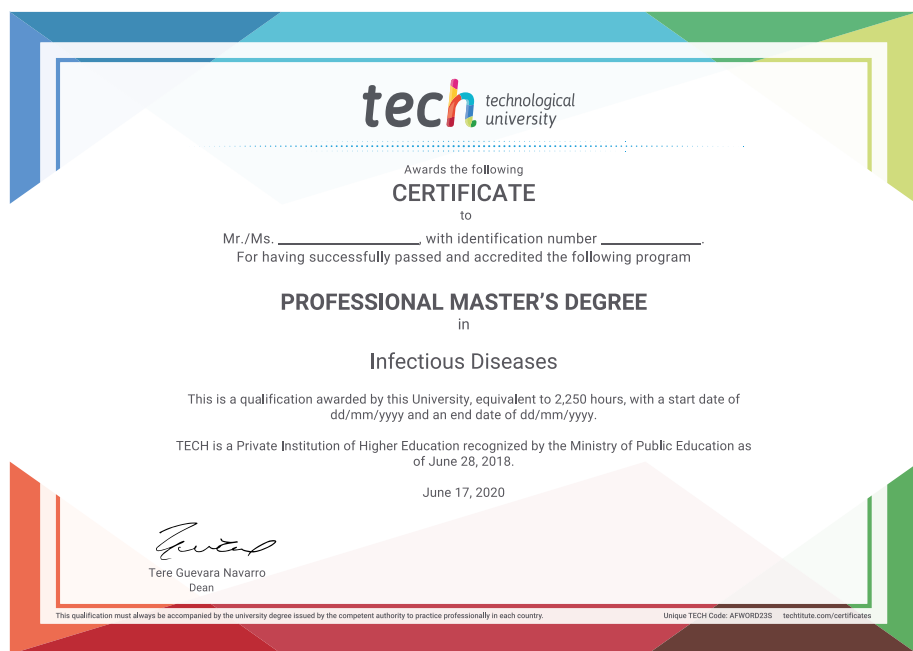 tech technological
university
Awards the following
CERTIFICATE
to
Mr./Ms. ____________________, with identification number ______________.
For having successfully passed and accredited the following program
PROFESSIONAL MASTER'S DEGREE
in
Infectious Diseases
This is a qualification awarded by this University, equivalent to 2,250 hours, with a start date of
dd/mm/yyyy and an end date of dd/mm/yyyy.
TECH is a Private Institution of Higher Education recognized by the Ministry of Public Education as
of June 28, 2018.
June 17, 2020
Tere Guevara Navarro
Dean
This qualification must always be accompanied by the university degree issued by the competent authority to practice professionally in each country. Unique TECH Code: AFWORD23S techtitute.com/certificates